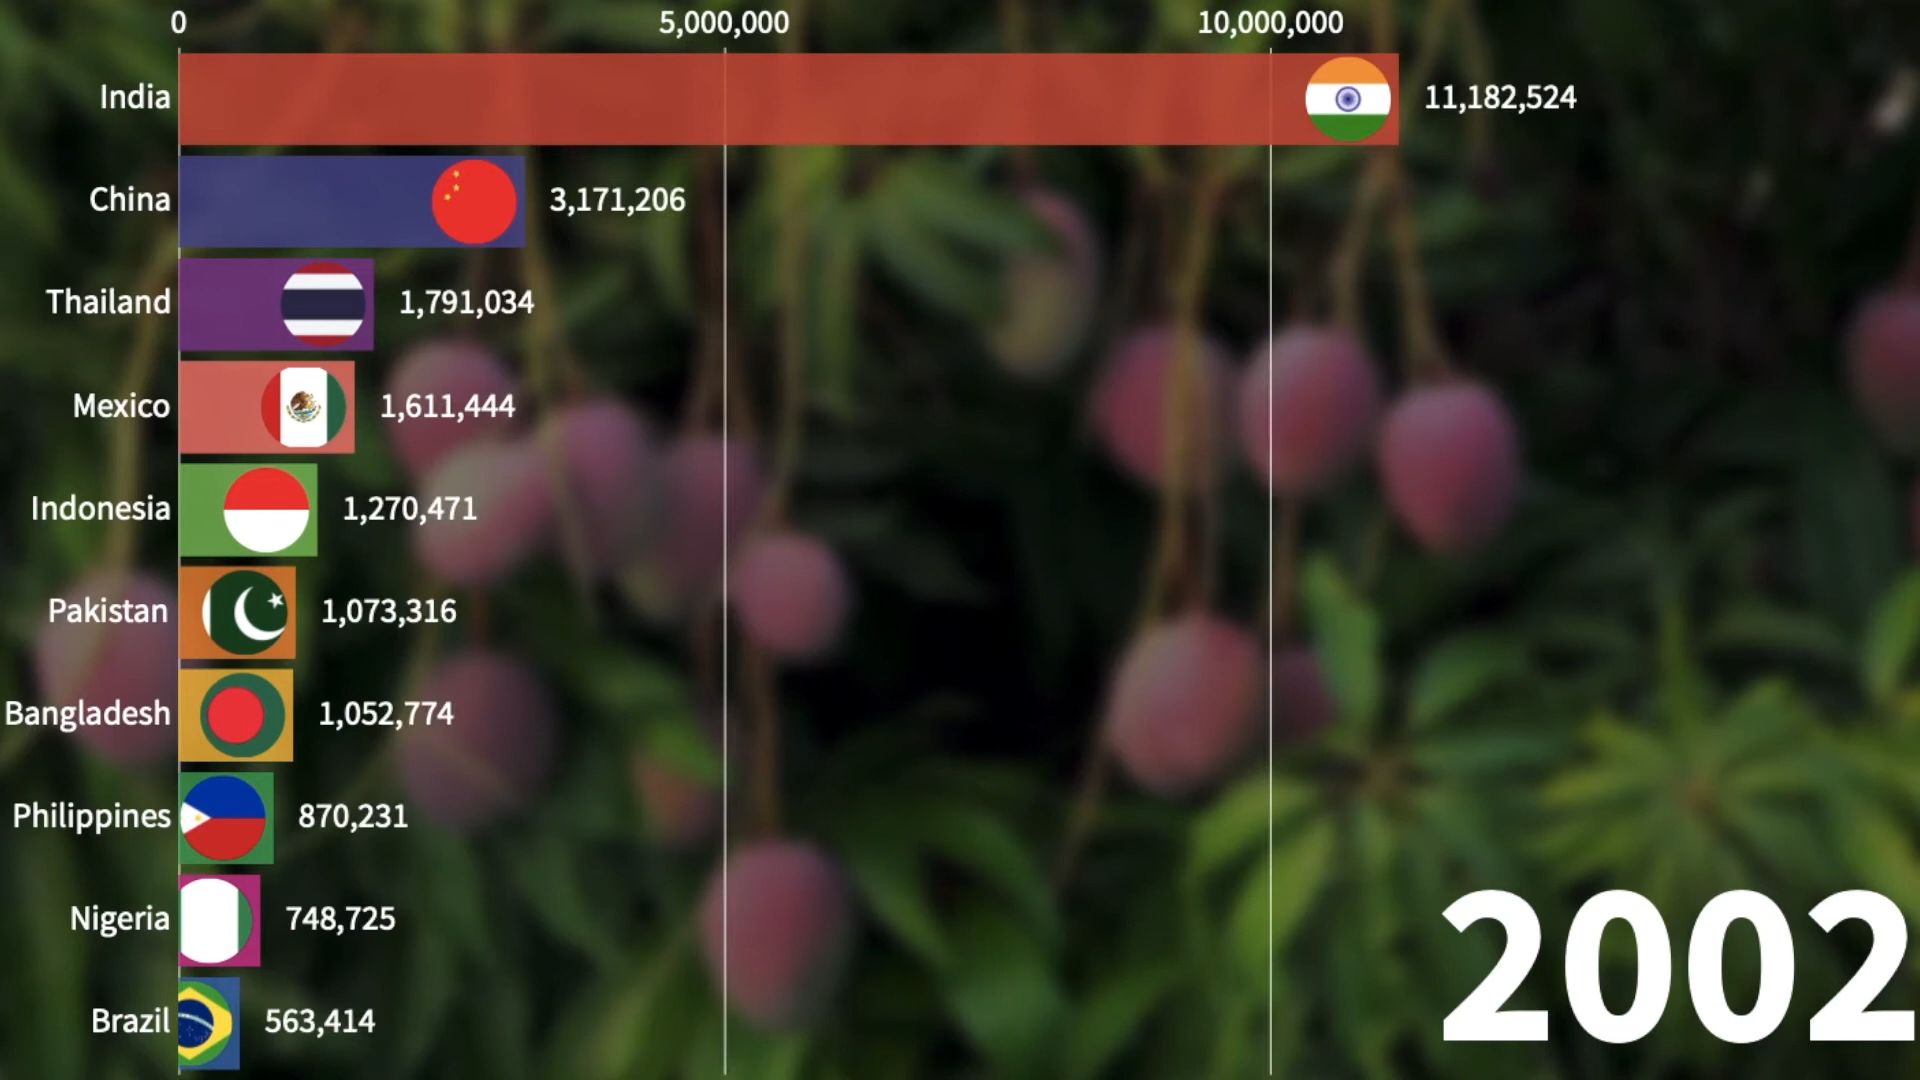 0 5,000,000 10,000,000
India 11,182,524
China 3,171,206
Thailand 1,791,034
Mexico 1,611,444
Indonesia 1,270,471
Pakistan 1,073,316
Bangladesh 1,052,774
Philippines 870,231
Nigeria 748,725
Brazil 563,414
2002